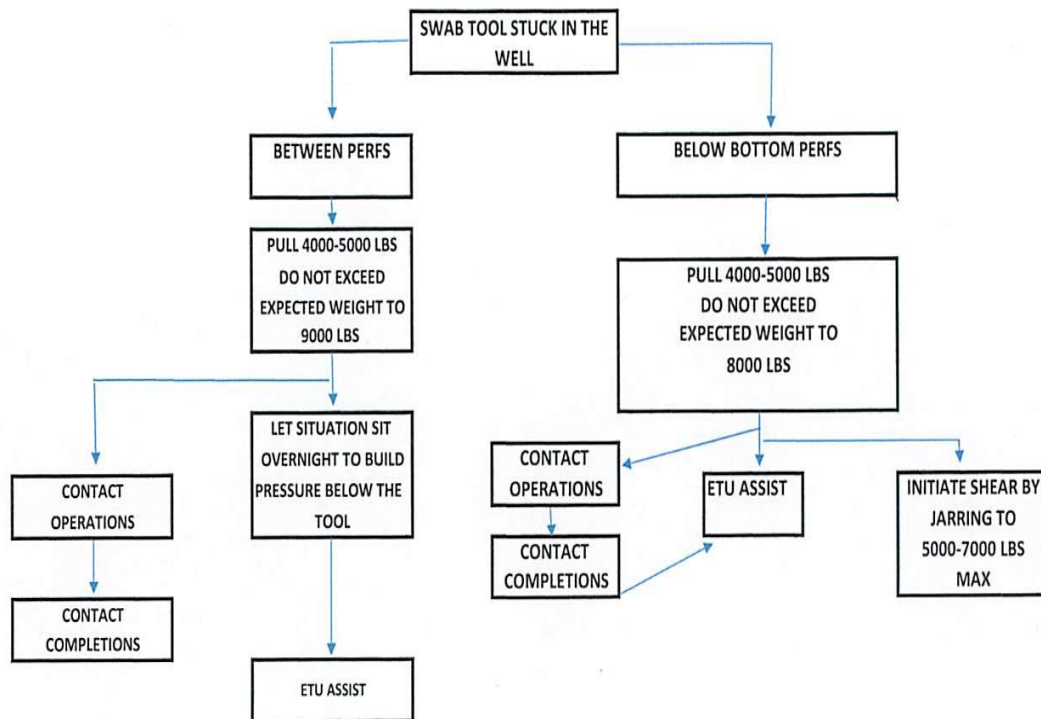 SWAB TOOL STUCK IN THE
WELL
BETWEEN PERFS
BELOW BOTTOM PERFS
PULL 4000-5000 LBS
DO NOT EXCEED
EXPECTED WEIGHT TO
9000 LBS
PULL 4000-5000 LBS
DO NOT EXCEED
EXPECTED WEIGHT TO
8000 LBS
LET SITUATION SIT
OVERNIGHT TO BUILD
PRESSURE BELOW THE
TOOL
CONTACT
OPERATIONS
CONTACT
COMPLETIONS
ETU ASSIST
CONTACT
OPERATIONS
CONTACT
COMPLETIONS
ETU ASSIST
INITIATE SHEAR BY
JARRING TO
5000-7000 LBS
MAX